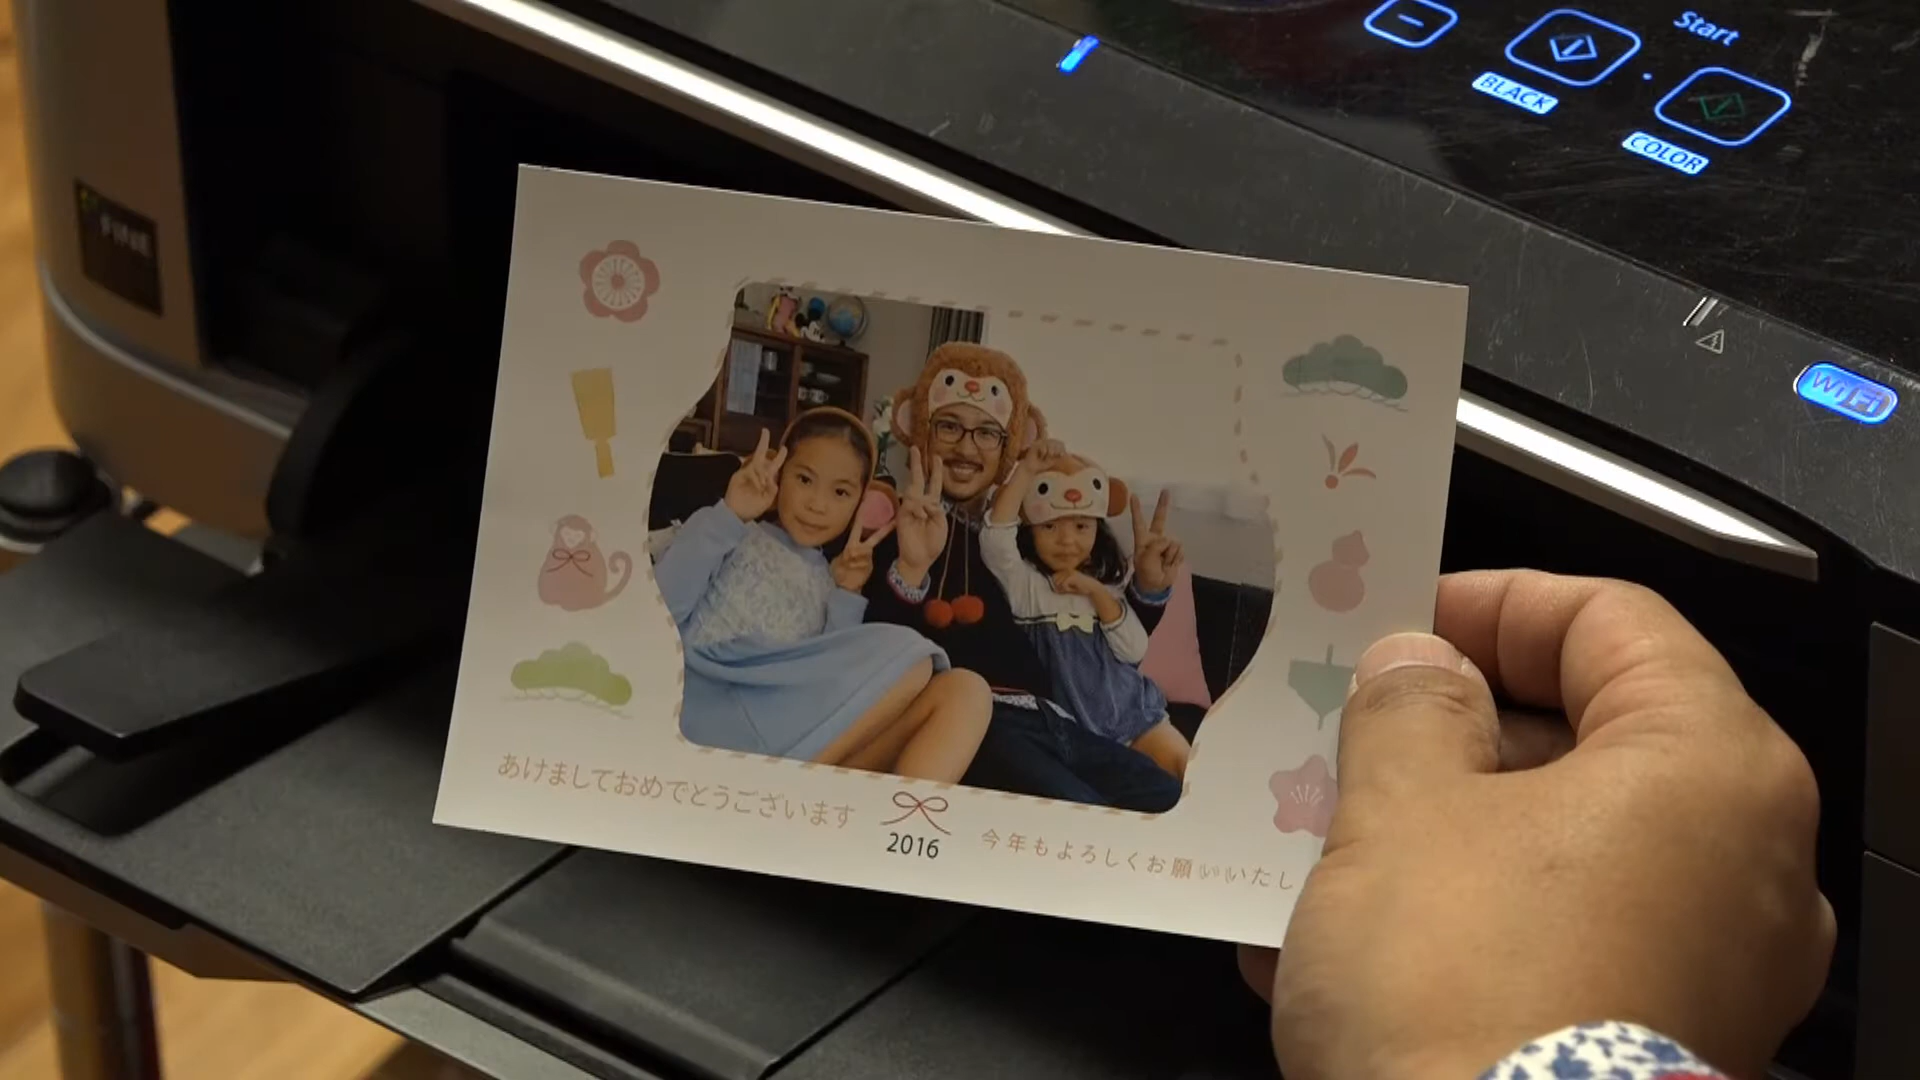 Start
BLACK
COLOR
FINE
Wi Fi
あけましておめでとうございます
2016
今年もよろしくお願いいたし